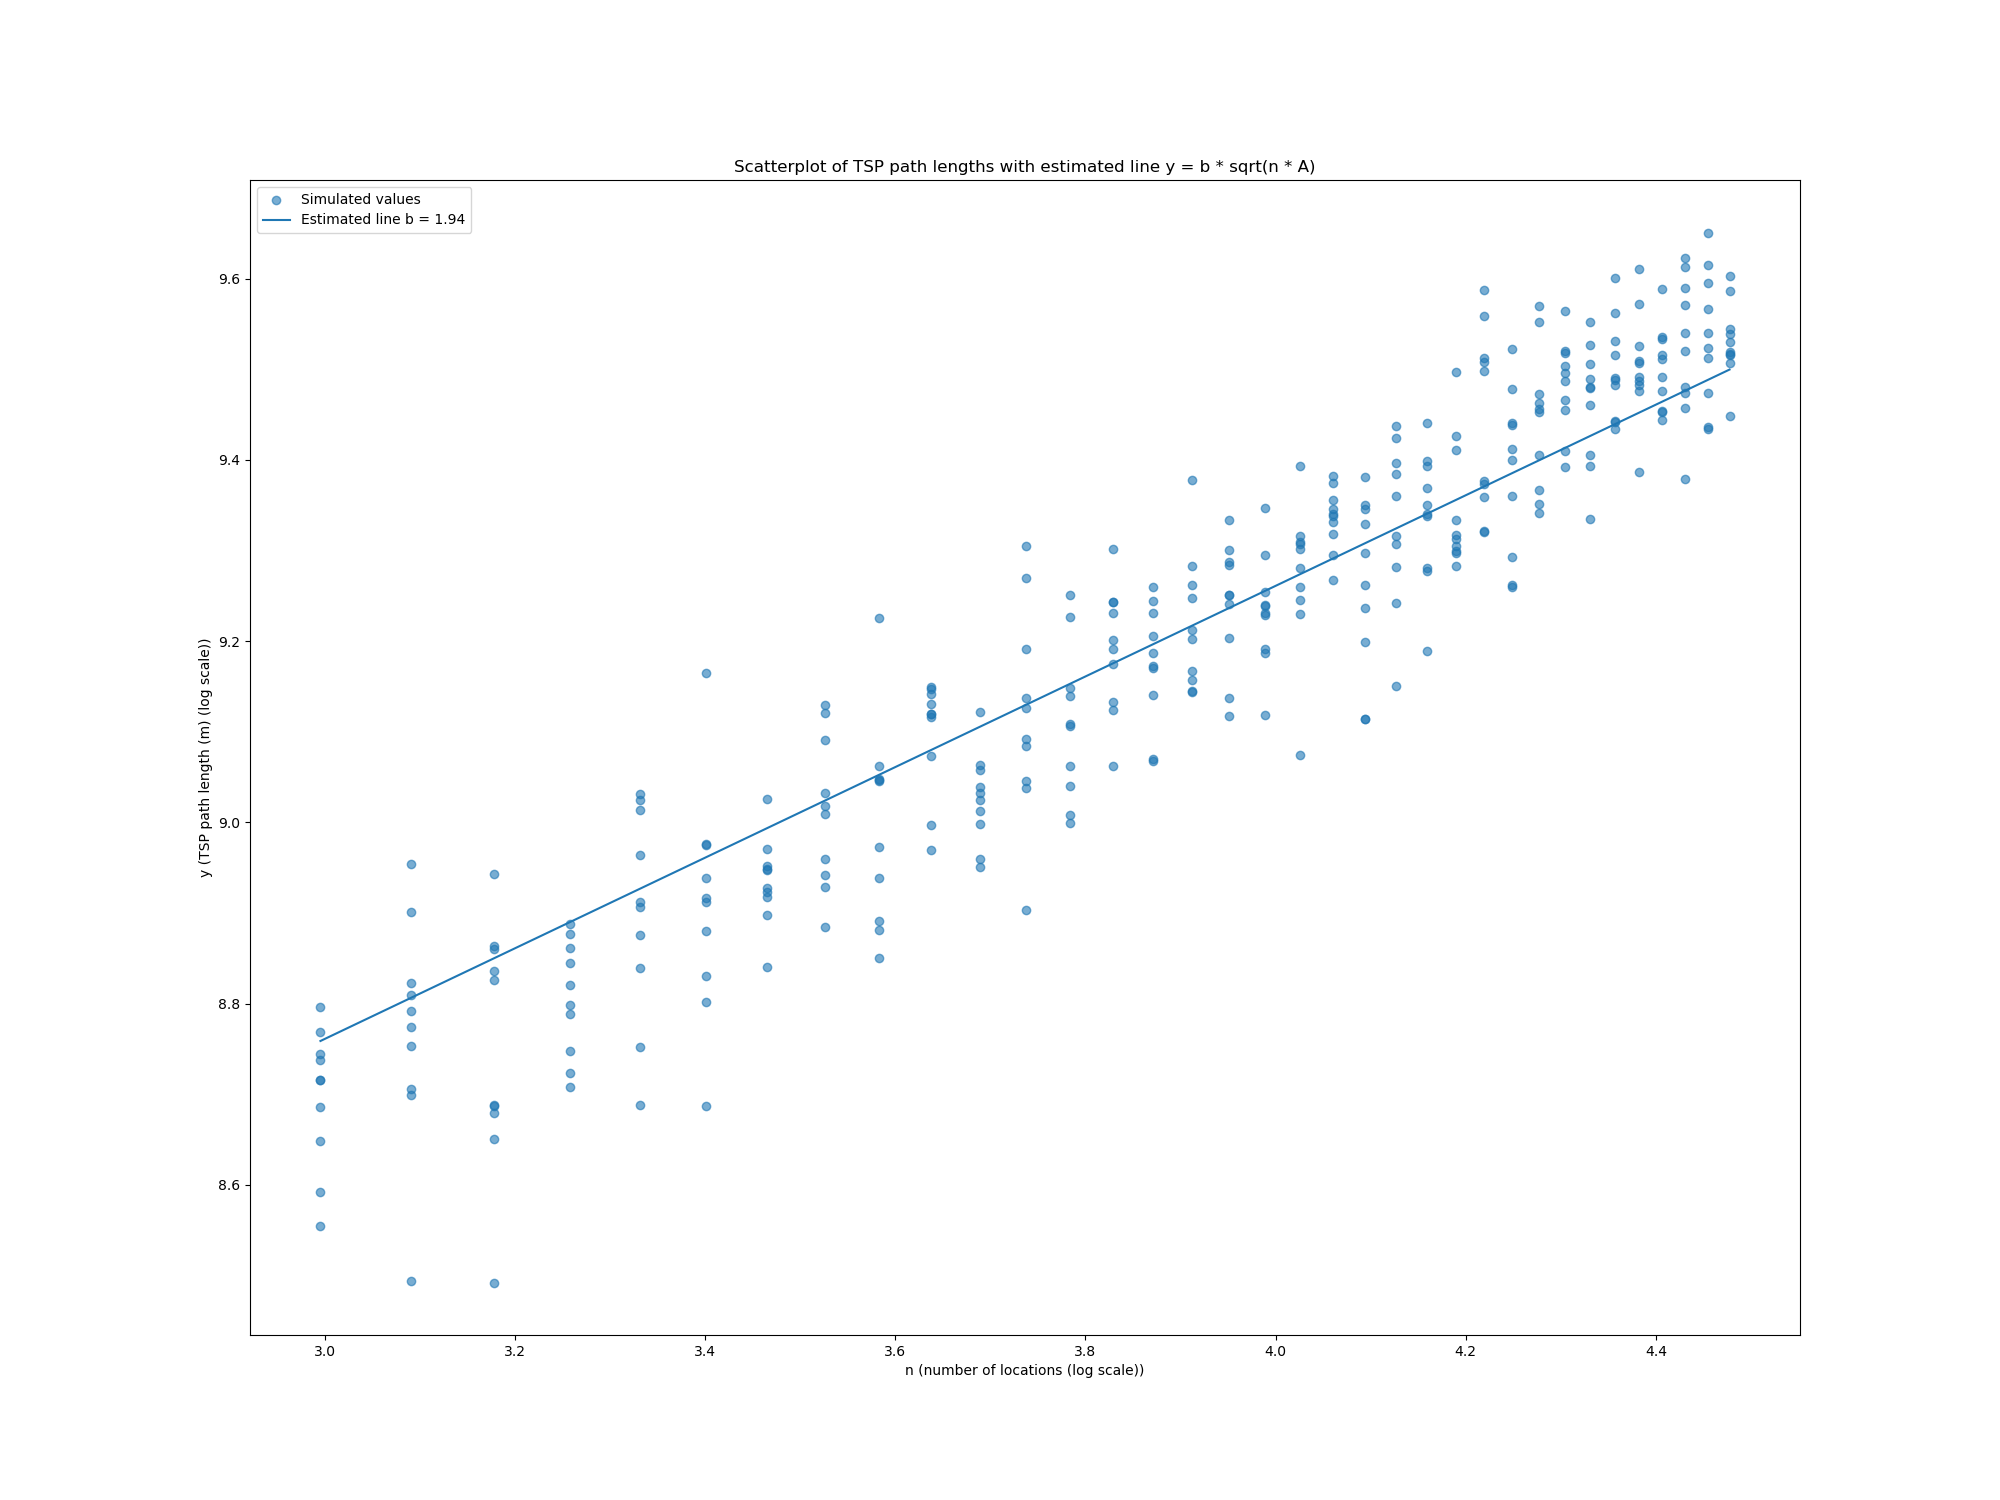 Scatterplot of TSP path lengths with estimated line y = b * sqrt(n * A)
Simulated values
Estimated line b = 1.94
y (TSP path length (m) (log scale))
9.6
9.4
9.2
9.0
8.8
8.6
3.0 3.2 3.4 3.6 3.8 4.0 4.2 4.4
n (number of locations (log scale))